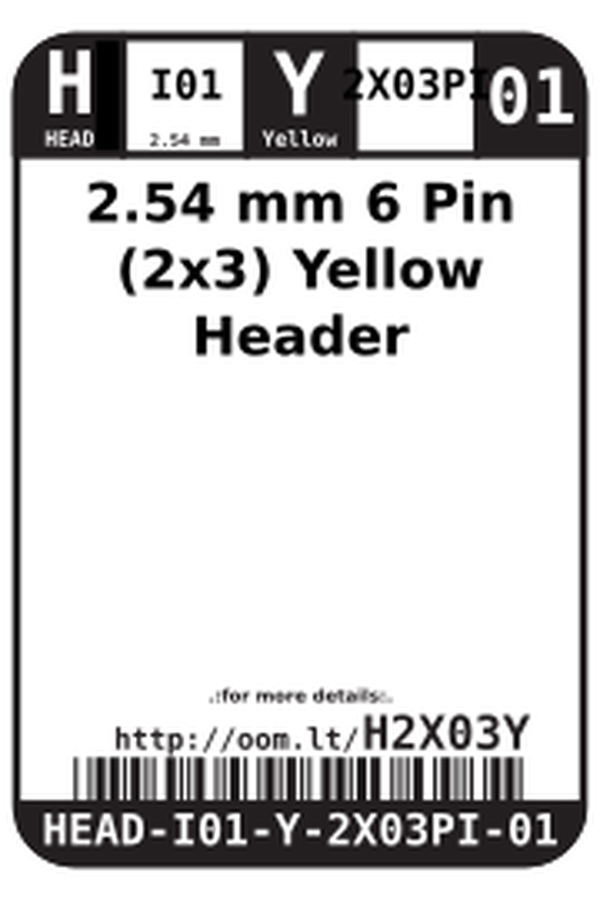 H I01 Y 2X03PI 01
HEAD 2.54 mm Yellow
2.54 mm 6 Pin
(2x3) Yellow
Header
.:for more details:.
http://oom.lt/H2X03Y
HEAD-I01-Y-2X03PI-01